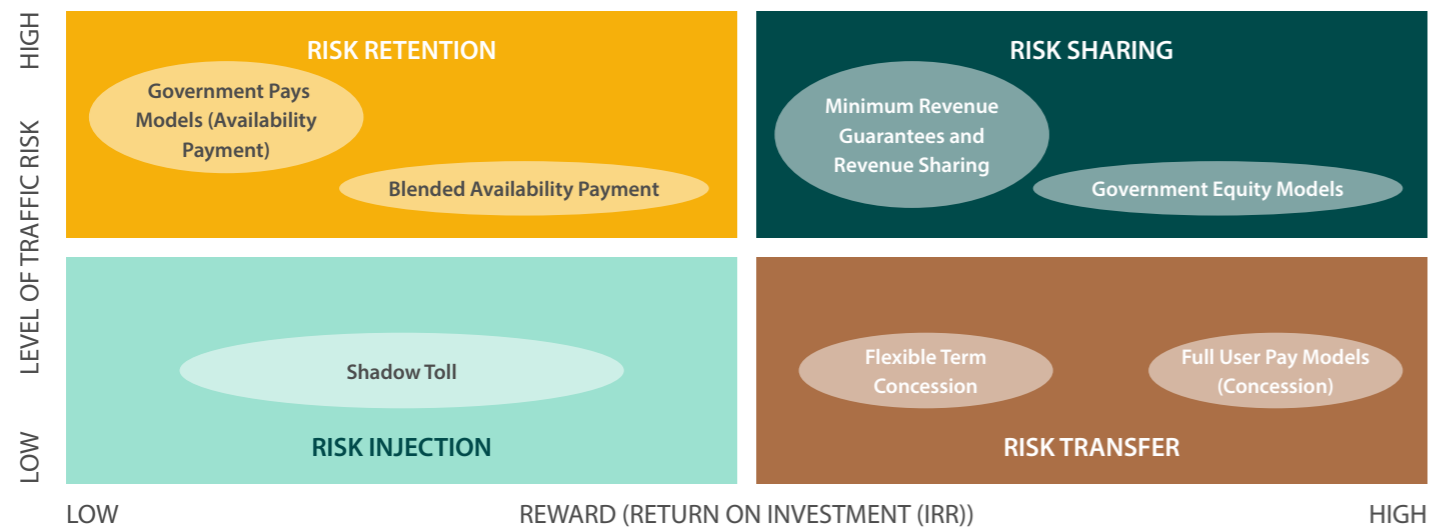 HIGH
LEVEL OF TRAFFIC RISK
LOW
RISK RETENTION
Government Pays
Models (Availability
Payment)
Blended Availability Payment
RISK SHARING
Minimum Revenue
Guarantees and
Revenue Sharing
Government Equity Models
Shadow Toll
RISK INJECTION
Flexible Term
Concession
Full User Pay Models
(Concession)
RISK TRANSFER
LOW
REWARD (RETURN ON INVESTMENT (IRR))
HIGH